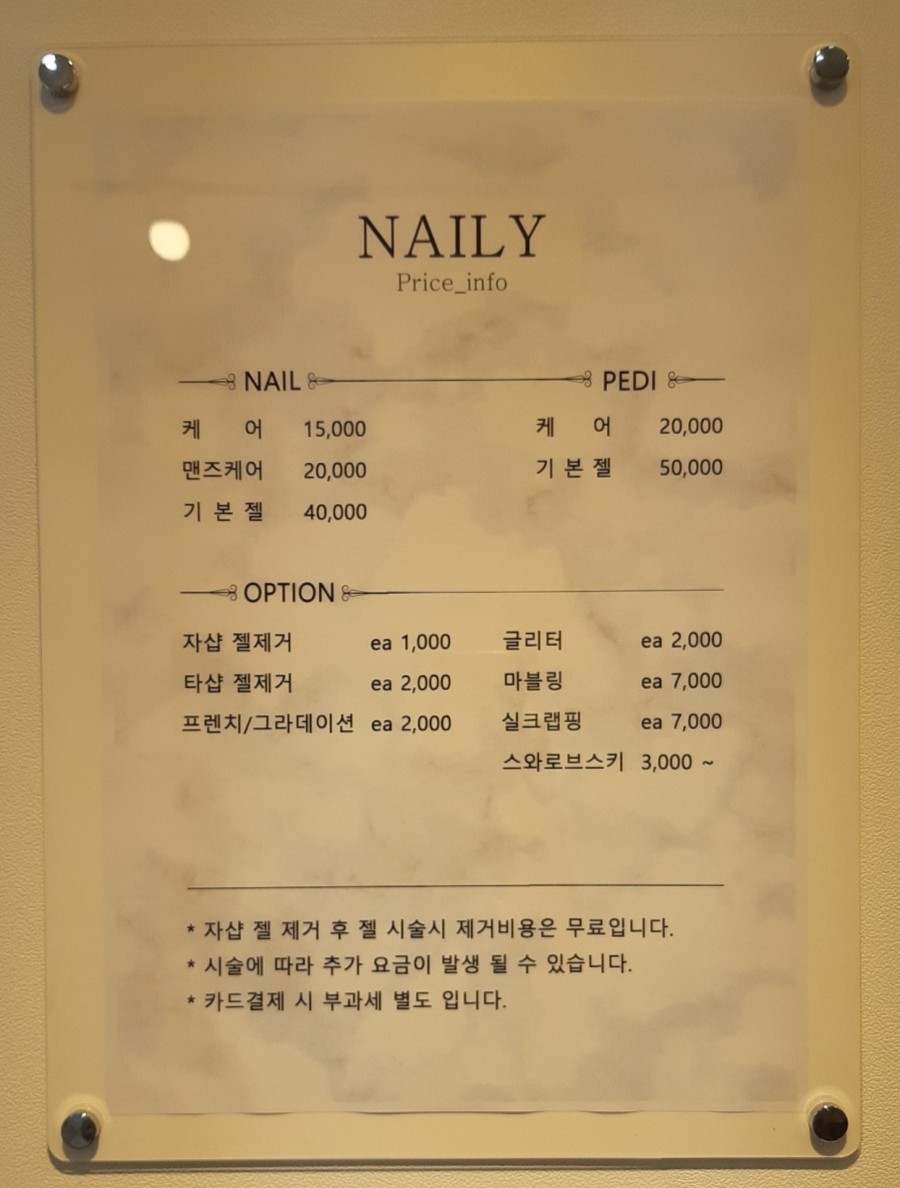 NAILY
Price_info
NAIL PEDI
케 어 15,000 케 어 20,000
맨즈케어 20,000 기 본 젤 50,000
기 본 젤 40,000
OPTION
자샵 젤제거 ea 1,000 글리터 ea 2,000
타샵 젤제거 ea 2,000 마블링 ea 7,000
프렌치/그라데이션 ea 2,000 실크랩핑 ea 7,000
스와로브스키 3,000 ~
* 자샵 젤 제거 후 젤 시술시 제거비용은 무료입니다.
* 시술에 따라 추가 요금이 발생 될 수 있습니다.
* 카드결제 시 부과세 별도 입니다.